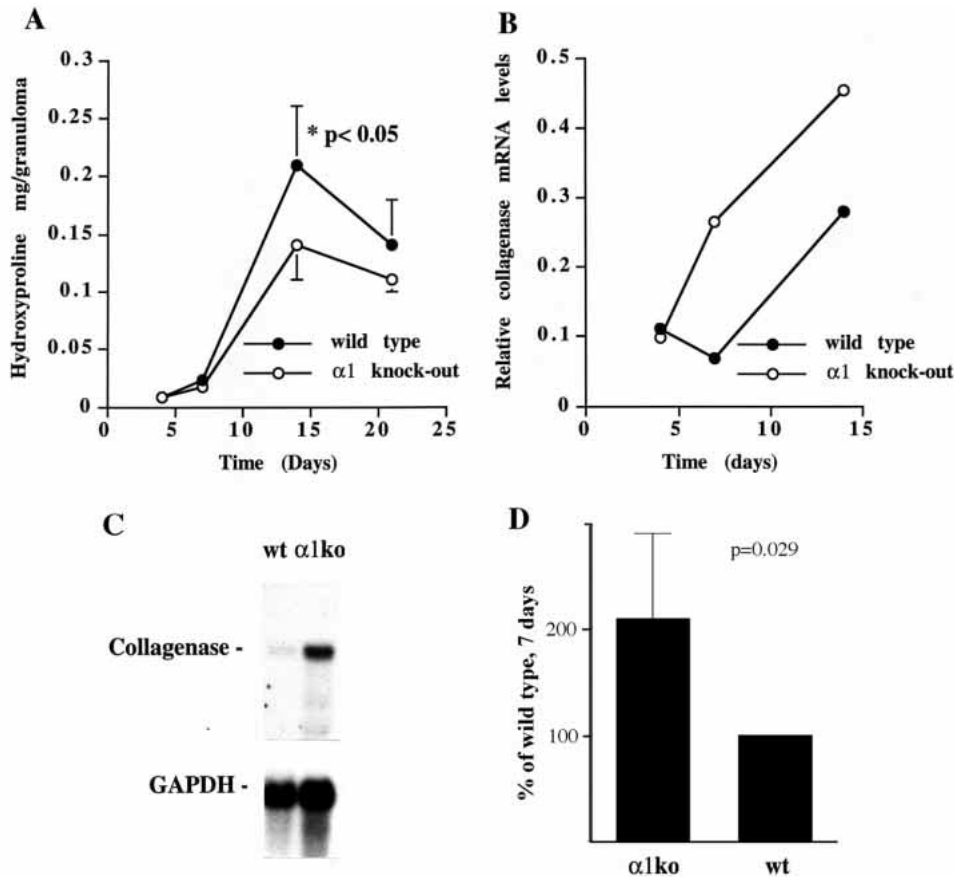 A
Hydroxyproline mg/granuloma
0.3
0.25
0.2
0.15
0.1
0.05
0
* p< 0.05
wild type
α1 knock-out
0 5 10 15 20 25
Time (Days)
B
Relative collagenase mRNA levels
0.5
0.4
0.3
0.2
0.1
0
wild type
α1 knock-out
0 5 10 15
Time (days)
C
wt α1ko
Collagenase -
GAPDH -
D
% of wild type, 7 days
p=0.029
200
100
α1ko wt